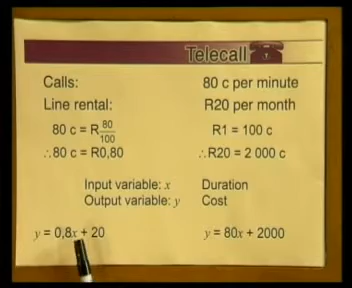 Telecall
Calls: 80 c per minute
Line rental: R20 per month
80 c = R80/100 R1 = 100 c
∴80 c = R0,80 ∴R20 = 2 000 c
Input variable: x Duration
Output variable: y Cost
y = 0,8x + 20 y = 80x + 2000